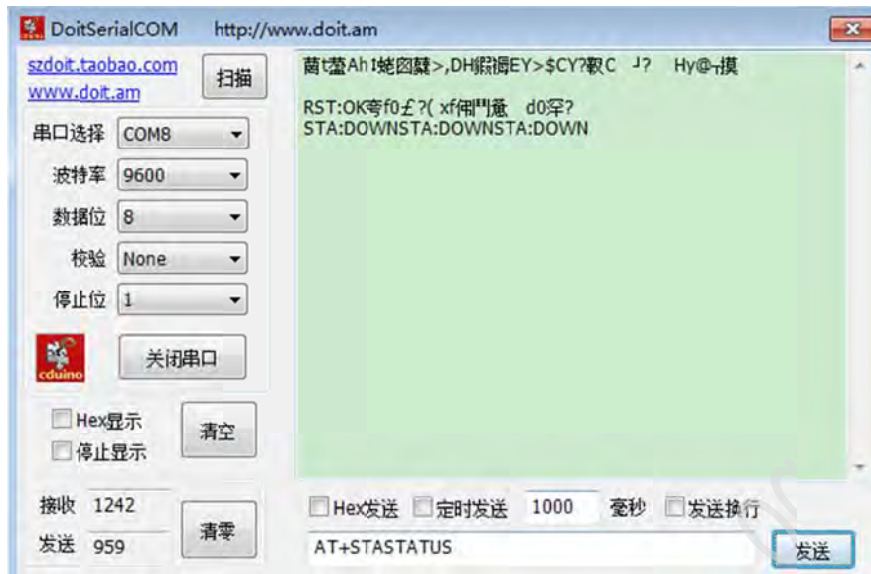 DoitSerialCOM http://www.doit.am
szdoit.taobao.com
www.doit.am
扫描
串口选择 COM8
波特率 9600
数据位 8
校验 None
停止位 1
cduino
关闭串口
Hex显示
停止显示
清空
接收 1242
发送 959
清零
RST:OK
STA:DOWNSTA:DOWNSTA:DOWN
Hex发送 定时发送 1000 毫秒 发送换行
AT+STASTATUS
发送